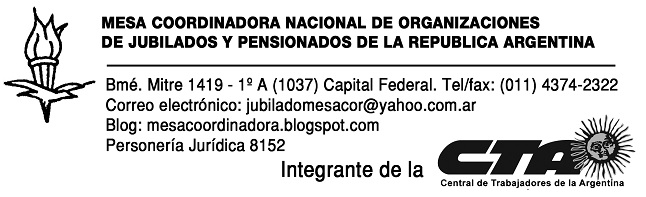 MESA COORDINADORA NACIONAL DE ORGANIZACIONES
DE JUBILADOS Y PENSIONADOS DE LA REPUBLICA ARGENTINA
Bmé. Mitre 1419 - 1º A (1037) Capital Federal. Tel/fax: (011) 4374-2322
Correo electrónico: jubiladomesacor@yahoo.com.ar
Blog: mesacoordinadora.blogspot.com
Personería Jurídica 8152
Integrante de la CTA
Central de Trabajadores de la Argentina